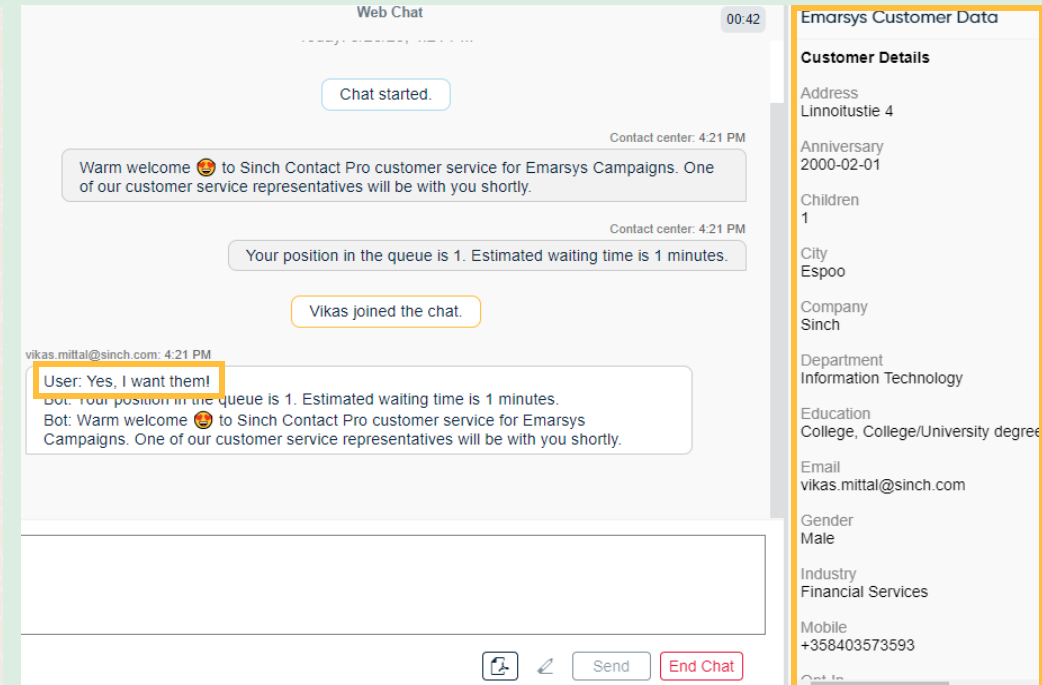 Web Chat
00:42
Chat started.
Contact center: 4:21 PM
Warm welcome 🤩 to Sinch Contact Pro customer service for Emarsys Campaigns. One
of our customer service representatives will be with you shortly.
Contact center: 4:21 PM
Your position in the queue is 1. Estimated waiting time is 1 minutes.
Vikas joined the chat.
vikas.mittal@sinch.com: 4:21 PM
User: Yes, I want them!
Bot: Your position in the queue is 1. Estimated waiting time is 1 minutes.
Bot: Warm welcome 🤩 to Sinch Contact Pro customer service for Emarsys
Campaigns. One of our customer service representatives will be with you shortly.
Send
End Chat
Emarsys Customer Data
Customer Details
Address
Linnoitustie 4
Anniversary
2000-02-01
Children
1
City
Espoo
Company
Sinch
Department
Information Technology
Education
College, College/University degree
Email
vikas.mittal@sinch.com
Gender
Male
Industry
Financial Services
Mobile
+358403573593